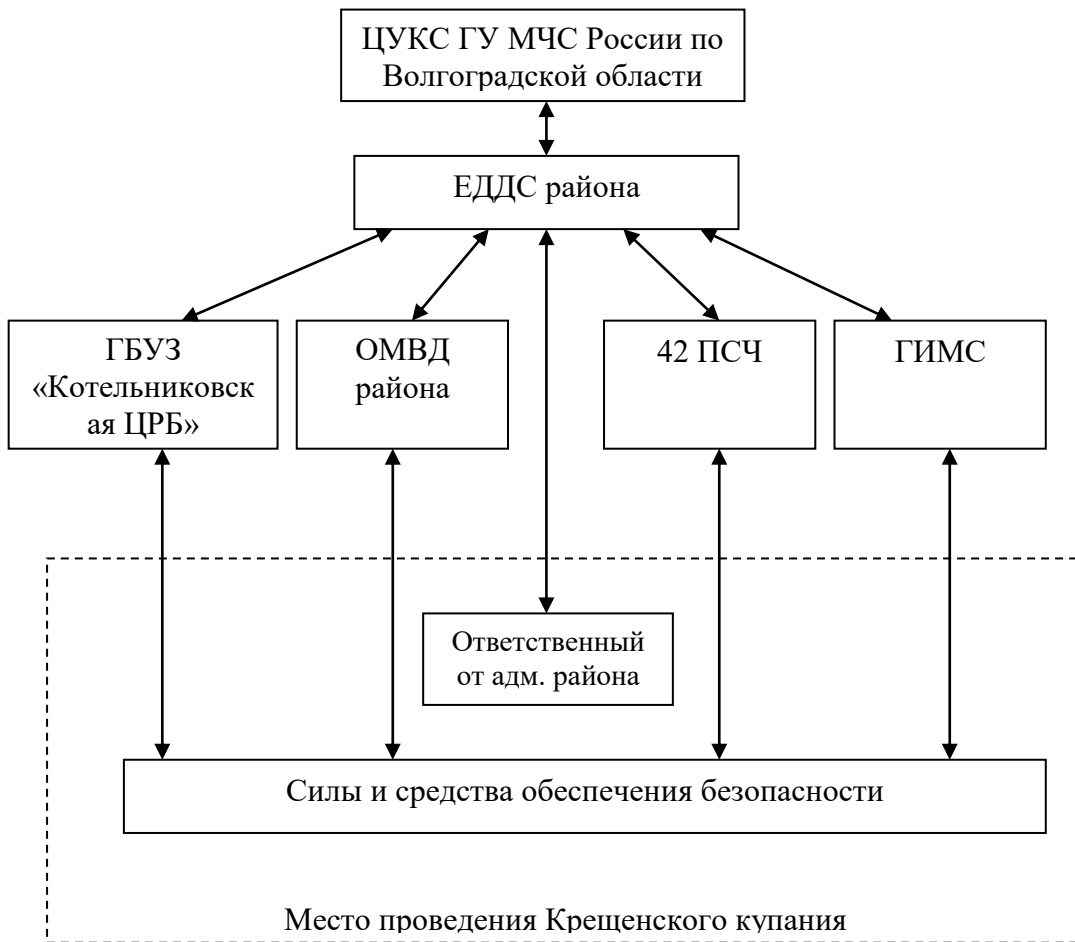 ЦУКС ГУ МЧС России по
Волгоградской области
ЕДДС района
ГБУЗ
«Котельниковск
ая ЦРБ»
ОМВД
района
42 ПСЧ
ГИМС
Ответственный
от адм. района
Силы и средства обеспечения безопасности
Место проведения Крещенского купания